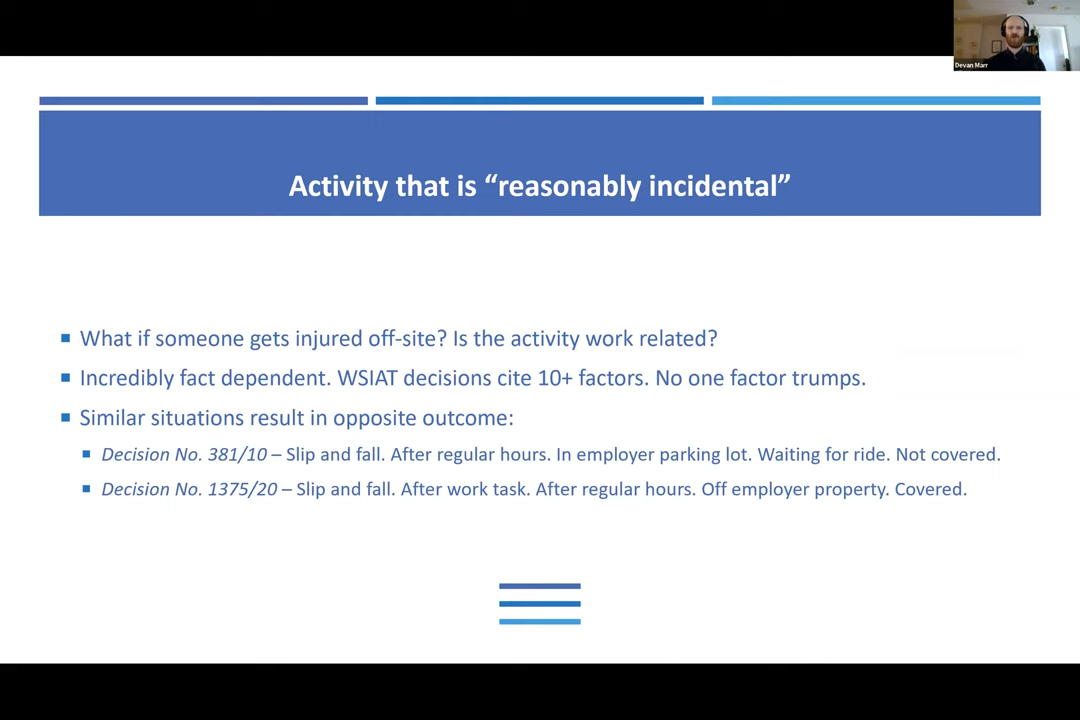 Devan Marr
Activity that is “reasonably incidental”
What if someone gets injured off-site? Is the activity work related?
Incredibly fact dependent. WSIAT decisions cite 10+ factors. No one factor trumps.
Similar situations result in opposite outcome:
Decision No. 381/10 – Slip and fall. After regular hours. In employer parking lot. Waiting for ride. Not covered.
Decision No. 1375/20 – Slip and fall. After work task. After regular hours. Off employer property. Covered.